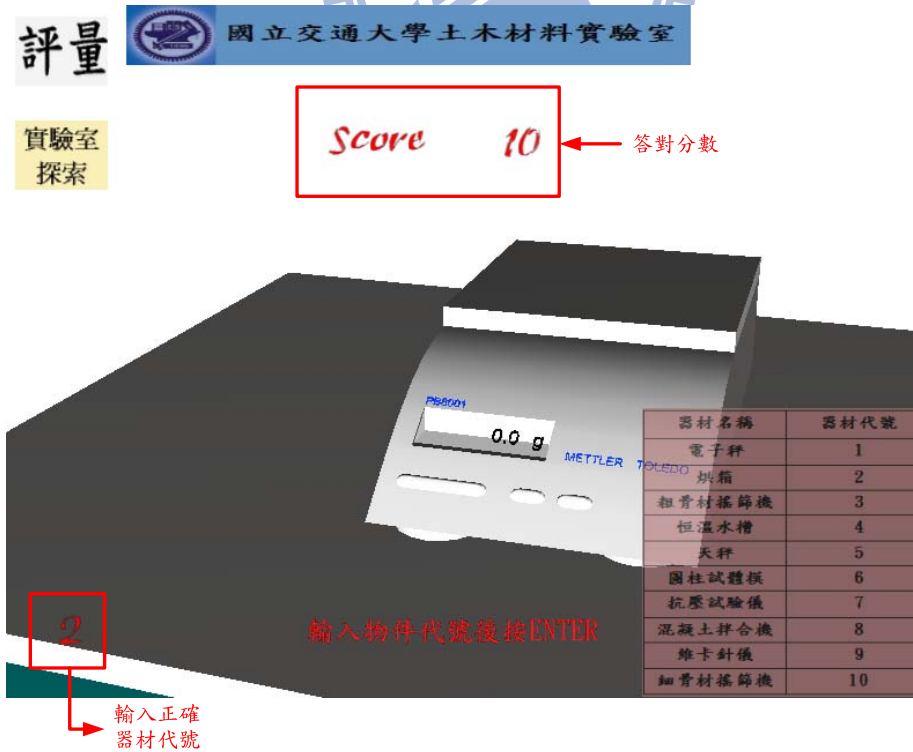 評量
國立交通大學土木材料實驗室
實驗室
探索
Score 10
答對分數
PB8001
0.0 g
METTLER TOLEDO
器材名稱 器材代號
電子秤 1
烘箱 2
粗骨材搖篩機 3
恒溫水槽 4
天秤 5
圓柱試體模 6
抗壓試驗儀 7
混凝土拌合機 8
維卡針儀 9
細骨材搖篩機 10
2
輸入物件代號後按ENTER
輸入正確
器材代號